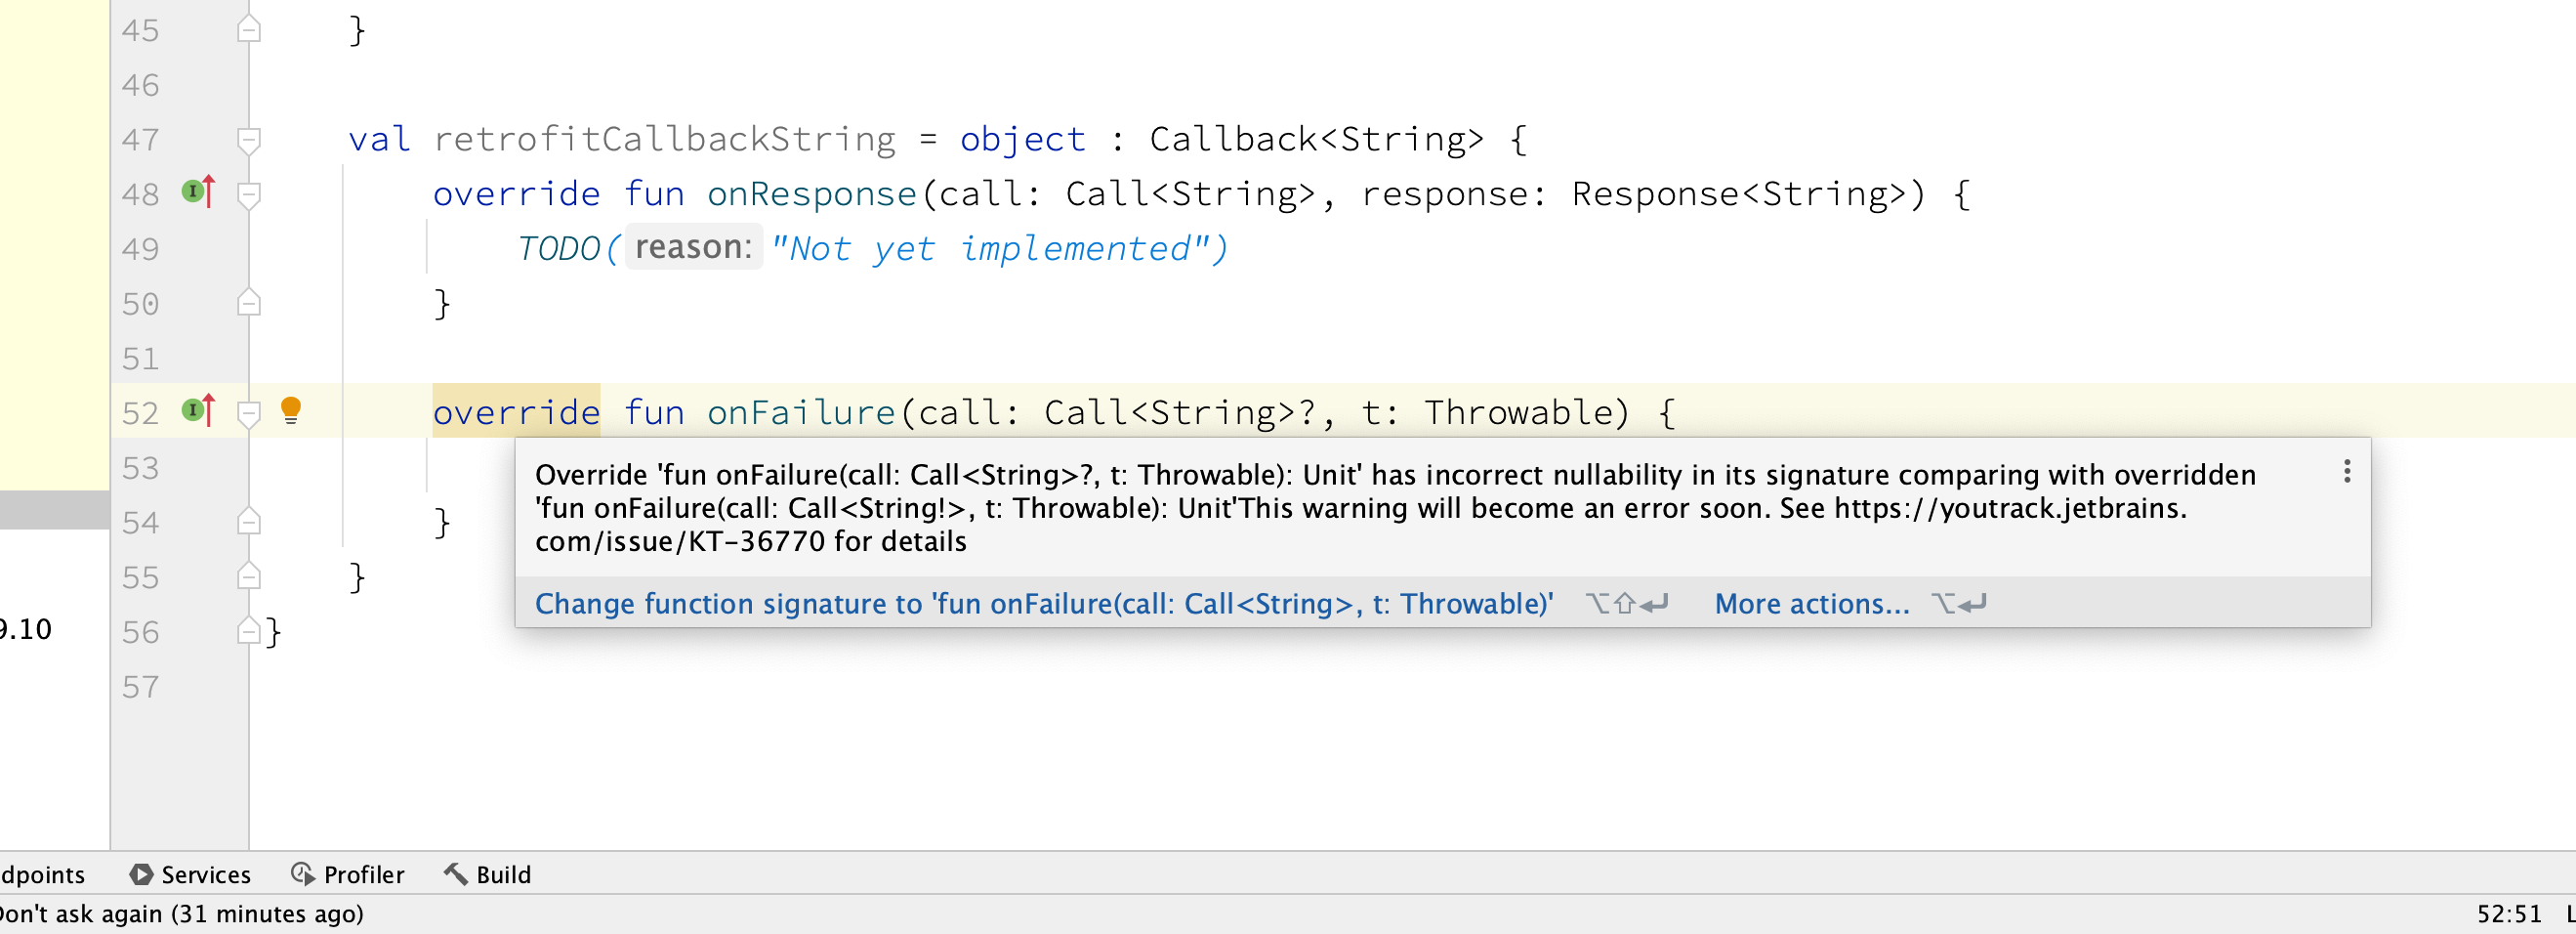 45 }
46
47 val retrofitCallbackString = object : Callback<String> {
48 override fun onResponse(call: Call<String>, response: Response<String>) {
49 TODO( reason: "Not yet implemented")
50 }
51
52 override fun onFailure(call: Call<String>?, t: Throwable) {
53
Override 'fun onFailure(call: Call<String>?, t: Throwable): Unit' has incorrect nullability in its signature comparing with overridden
'fun onFailure(call: Call<String!>, t: Throwable): Unit'This warning will become an error soon. See https://youtrack.jetbrains.
com/issue/KT-36770 for details
Change function signature to 'fun onFailure(call: Call<String>, t: Throwable)' ⌥⇧↩ More actions... ⌥↩
54 }
55 }
9.10
56 }
57
dpoints Services Profiler Build
Don't ask again (31 minutes ago) 52:51 L